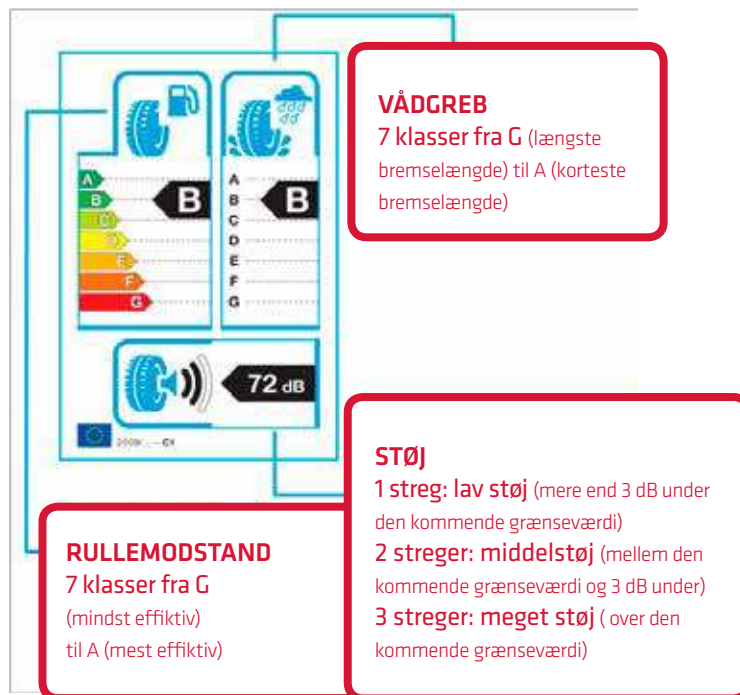 VÅDGREB
7 klasser fra G (længste
bremselængde) til A (korteste
bremselængde)
A
B
C
D
E
F
G
B
A
B
C
D
E
F
G
B
72 dB
STØJ
1 streg: lav støj (mere end 3 dB under
den kommende grænseværdi)
2 streger: middelstøj (mellem den
kommende grænseværdi og 3 dB under)
3 streger: meget støj ( over den
kommende grænseværdi)
RULLEMODSTAND
7 klasser fra G
(mindst effiktiv)
til A (mest effiktiv)